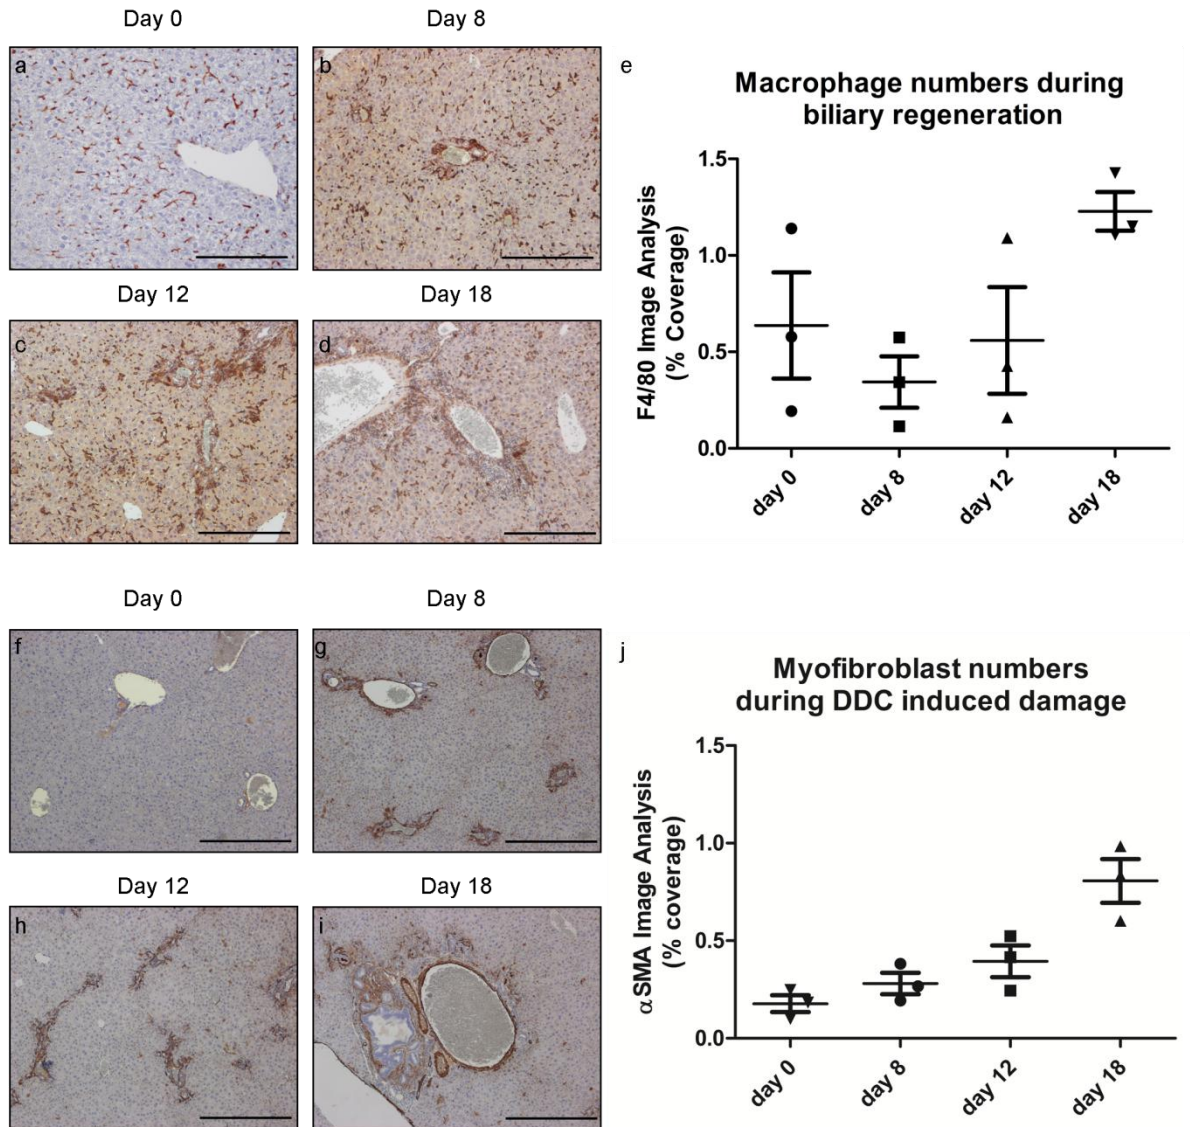 Day 0
Day 8
a
b
Day 12
Day 18
c
d
e
Macrophage numbers during
biliary regeneration
F4/80 Image Analysis
(% Coverage)
1.5
1.0
0.5
0.0
day 0
day 8
day 12
day 18
Day 0
Day 8
f
g
Day 12
Day 18
h
i
j
Myofibroblast numbers
during DDC induced damage
αSMA Image Analysis
(% coverage)
1.5
1.0
0.5
0.0
day 0
day 8
day 12
day 18